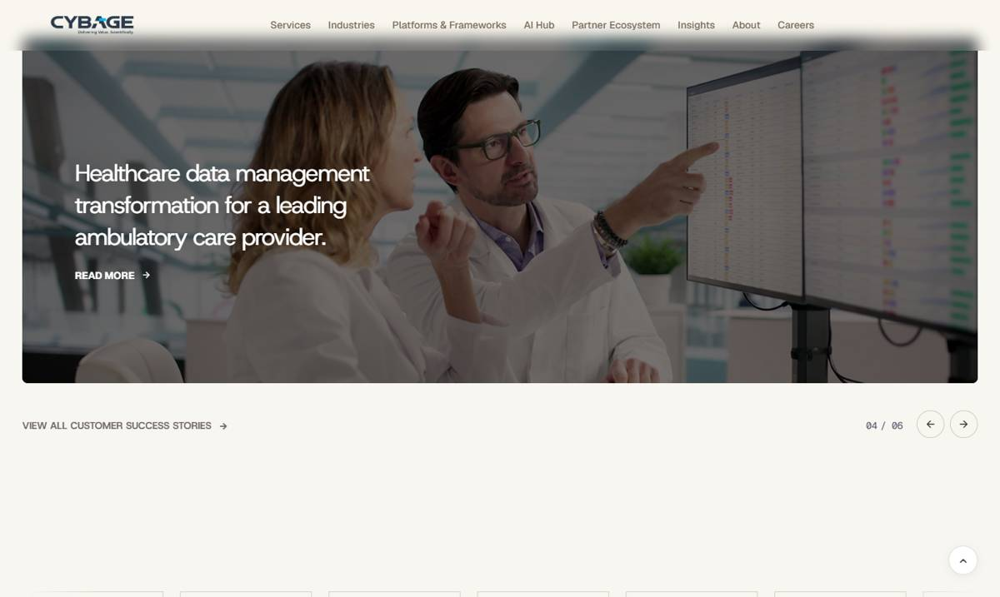 CYBAGE
Delivering Value. Scientifically.
Services
Industries
Platforms & Frameworks
AI Hub
Partner Ecosystem
Insights
About
Careers
Healthcare data management
transformation for a leading
ambulatory care provider.
READ MORE →
VIEW ALL CUSTOMER SUCCESS STORIES →
04 / 06